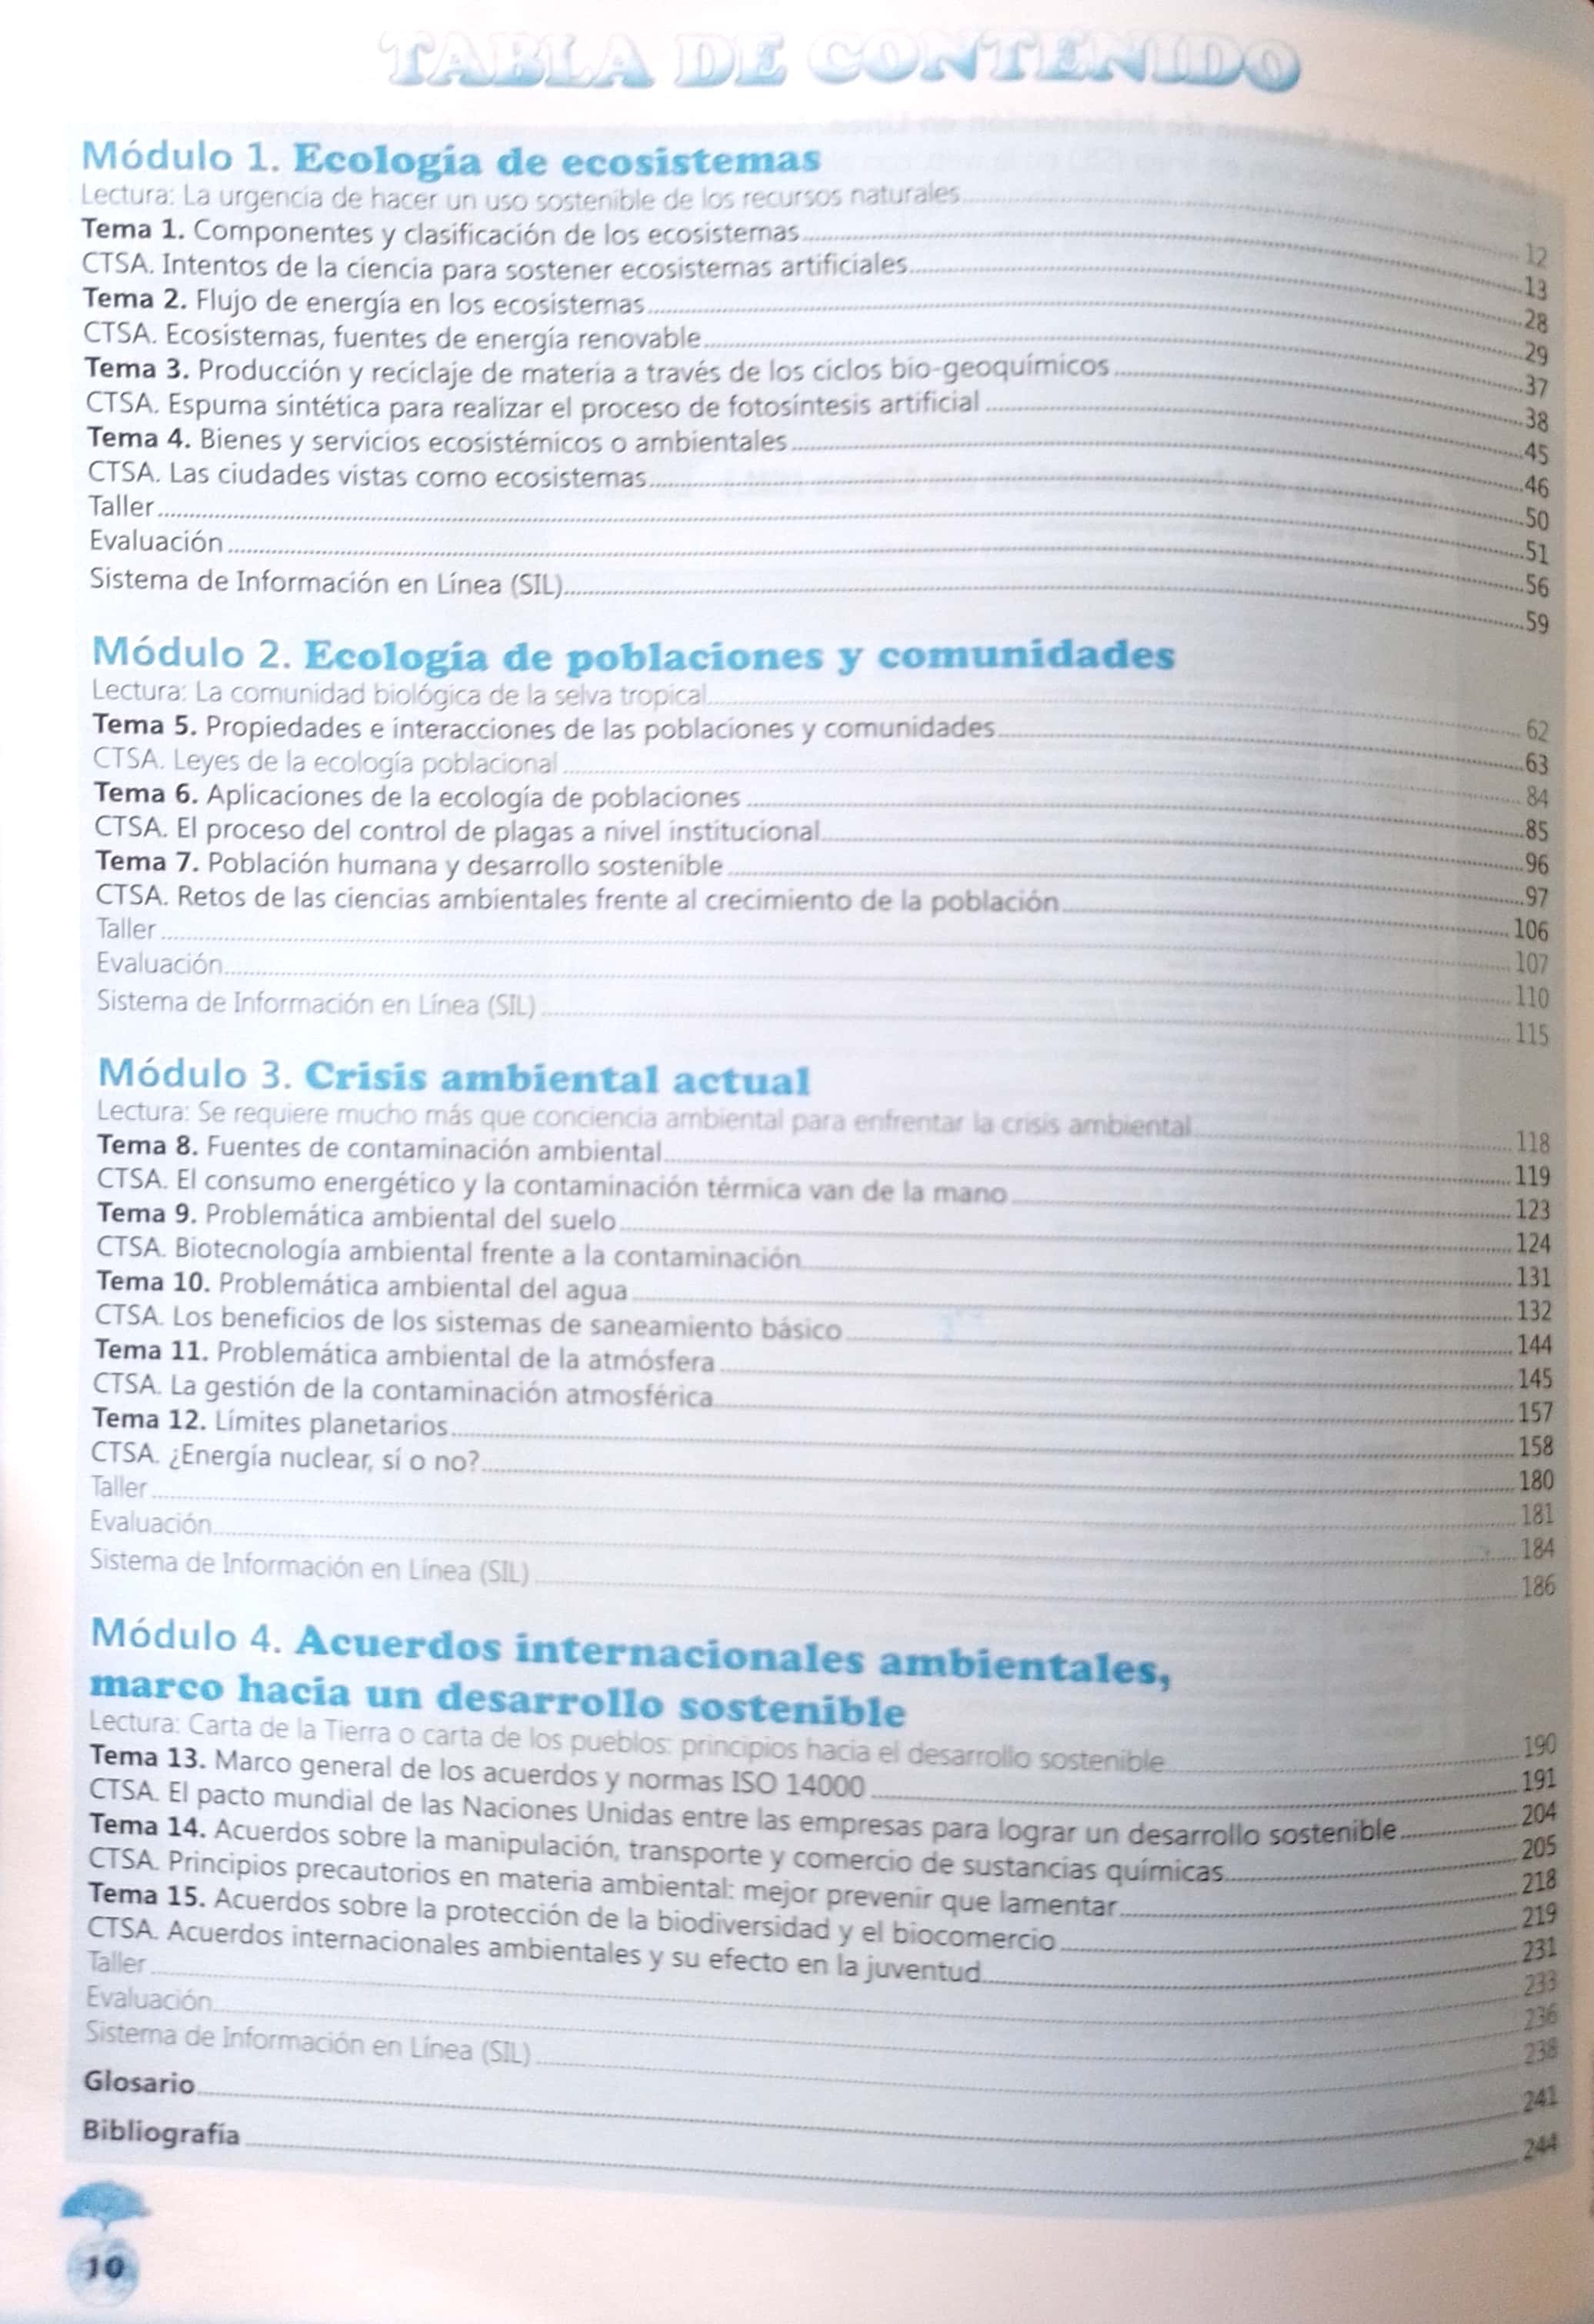 TABLA DE CONTENIDO
Módulo 1. Ecología de ecosistemas
Lectura: La urgencia de hacer un uso sostenible de los recursos naturales 12
Tema 1. Componentes y clasificación de los ecosistemas 13
CTSA. Intentos de la ciencia para sostener ecosistemas artificiales 28
Tema 2. Flujo de energía en los ecosistemas 29
CTSA. Ecosistemas, fuentes de energía renovable 37
Tema 3. Producción y reciclaje de materia a través de los ciclos bio-geoquímicos 38
CTSA. Espuma sintética para realizar el proceso de fotosíntesis artificial 45
Tema 4. Bienes y servicios ecosistémicos o ambientales 46
CTSA. Las ciudades vistas como ecosistemas 50
Taller 51
Evaluación 56
Sistema de Información en Línea (SIL) 59
Módulo 2. Ecología de poblaciones y comunidades
Lectura: La comunidad biológica de la selva tropical 62
Tema 5. Propiedades e interacciones de las poblaciones y comunidades 63
CTSA. Leyes de la ecología poblacional 84
Tema 6. Aplicaciones de la ecología de poblaciones 85
CTSA. El proceso del control de plagas a nivel institucional 96
Tema 7. Población humana y desarrollo sostenible 97
CTSA. Retos de las ciencias ambientales frente al crecimiento de la población 106
Taller 107
Evaluación 110
Sistema de Información en Línea (SIL) 115
Módulo 3. Crisis ambiental actual
Lectura: Se requiere mucho más que conciencia ambiental para enfrentar la crisis ambiental 118
Tema 8. Fuentes de contaminación ambiental 119
CTSA. El consumo energético y la contaminación térmica van de la mano 123
Tema 9. Problemática ambiental del suelo 124
CTSA. Biotecnología ambiental frente a la contaminación 131
Tema 10. Problemática ambiental del agua 132
CTSA. Los beneficios de los sistemas de saneamiento básico 144
Tema 11. Problemática ambiental de la atmósfera 145
CTSA. La gestión de la contaminación atmosférica 157
Tema 12. Límites planetarios 158
CTSA. ¿Energía nuclear, sí o no? 180
Taller 181
Evaluación 184
Sistema de Información en Línea (SIL) 186
Módulo 4. Acuerdos internacionales ambientales,
marco hacia un desarrollo sostenible
Lectura: Carta de la Tierra o carta de los pueblos: principios hacia el desarrollo sostenible 190
Tema 13. Marco general de los acuerdos y normas ISO 14000 191
CTSA. El pacto mundial de las Naciones Unidas entre las empresas para lograr un desarrollo sostenible 204
Tema 14. Acuerdos sobre la manipulación, transporte y comercio de sustancias químicas 205
CTSA. Principios precautorios en materia ambiental: mejor prevenir que lamentar 218
Tema 15. Acuerdos sobre la protección de la biodiversidad y el biocomercio 219
CTSA. Acuerdos internacionales ambientales y su efecto en la juventud 231
Taller 233
Evaluación 236
Sistema de Información en Línea (SIL) 238
Glosario 241
Bibliografía 244
10